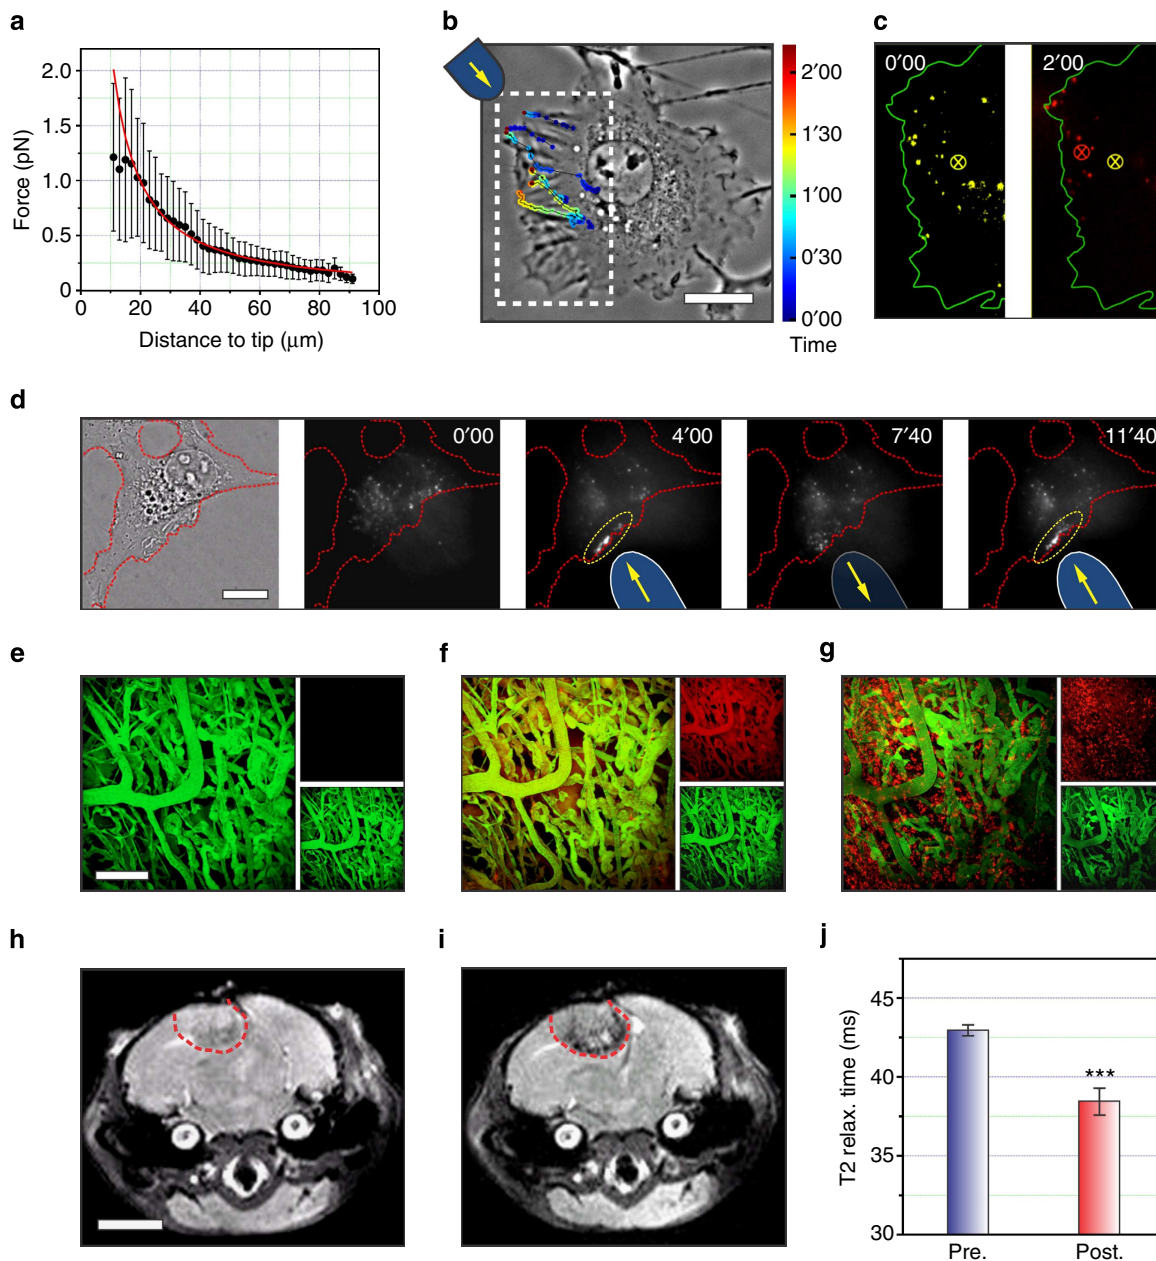 a
2.0
1.5
1.0
0.5
0
0 20 40 60 80 100
Force (pN)
Distance to tip (μm)
b
2′00
1′30
1′00
0′30
0′00
Time
c
0′00
2′00
d
0′00
4′00
7′40
11′40
e
f
g
h
i
j
45
40
35
30
T2 relax. time (ms)
***
Pre.
Post.